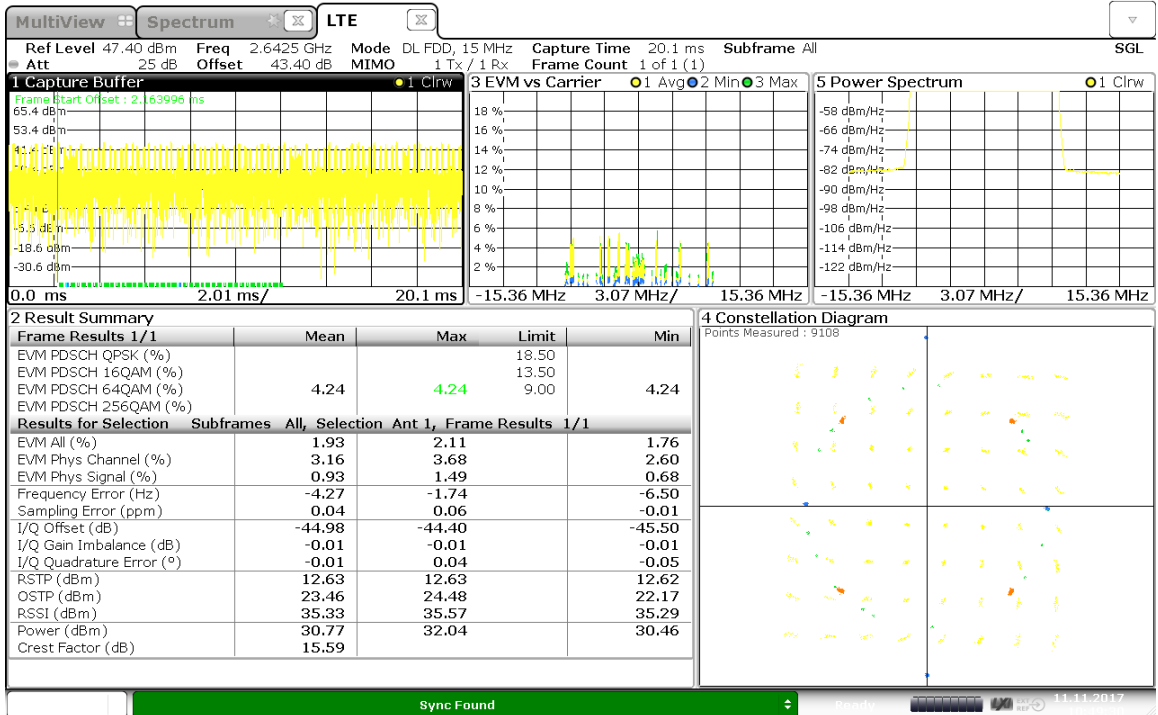 MultiView Spectrum LTE
Ref Level 47.40 dBm Freq 2.6425 GHz Mode DL FDD, 15 MHz Capture Time 20.1 ms Subframe All SGL
Att 25 dB Offset 43.40 dB MIMO 1 Tx / 1 Rx Frame Count 1 of 1 (1)
1 Capture Buffer 1 Clrw
Frame Start Offset : 2.163996 ms
65.4 dBm
53.4 dBm
41.4 dBm
-6.6 dBm
-18.6 dBm
-30.6 dBm
0.0 ms 2.01 ms/ 20.1 ms
3 EVM vs Carrier 1 Avg 2 Min 3 Max
18 %
16 %
14 %
12 %
10 %
8 %
6 %
4 %
2 %
-15.36 MHz 3.07 MHz/ 15.36 MHz
5 Power Spectrum 1 Clrw
-58 dBm/Hz
-66 dBm/Hz
-74 dBm/Hz
-82 dBm/Hz
-90 dBm/Hz
-98 dBm/Hz
-106 dBm/Hz
-114 dBm/Hz
-122 dBm/Hz
-15.36 MHz 3.07 MHz/ 15.36 MHz
2 Result Summary
Frame Results 1/1 Mean Max Limit Min
EVM PDSCH QPSK (%) 18.50
EVM PDSCH 16QAM (%) 13.50
EVM PDSCH 64QAM (%) 4.24 4.24 9.00 4.24
EVM PDSCH 256QAM (%)
Results for Selection Subframes All, Selection Ant 1, Frame Results 1/1
EVM All (%) 1.93 2.11 1.76
EVM Phys Channel (%) 3.16 3.68 2.60
EVM Phys Signal (%) 0.93 1.49 0.68
Frequency Error (Hz) -4.27 -1.74 -6.50
Sampling Error (ppm) 0.04 0.06 -0.01
I/Q Offset (dB) -44.98 -44.40 -45.50
I/Q Gain Imbalance (dB) -0.01 -0.01 -0.01
I/Q Quadrature Error (º) -0.01 0.04 -0.05
RSTP (dBm) 12.63 12.63 12.62
OSTP (dBm) 23.46 24.48 22.17
RSSI (dBm) 35.33 35.57 35.29
Power (dBm) 30.77 32.04 30.46
Crest Factor (dB) 15.59
4 Constellation Diagram
Points Measured : 9108
Sync Found
Ready LXI EXT REF 11.11.2017